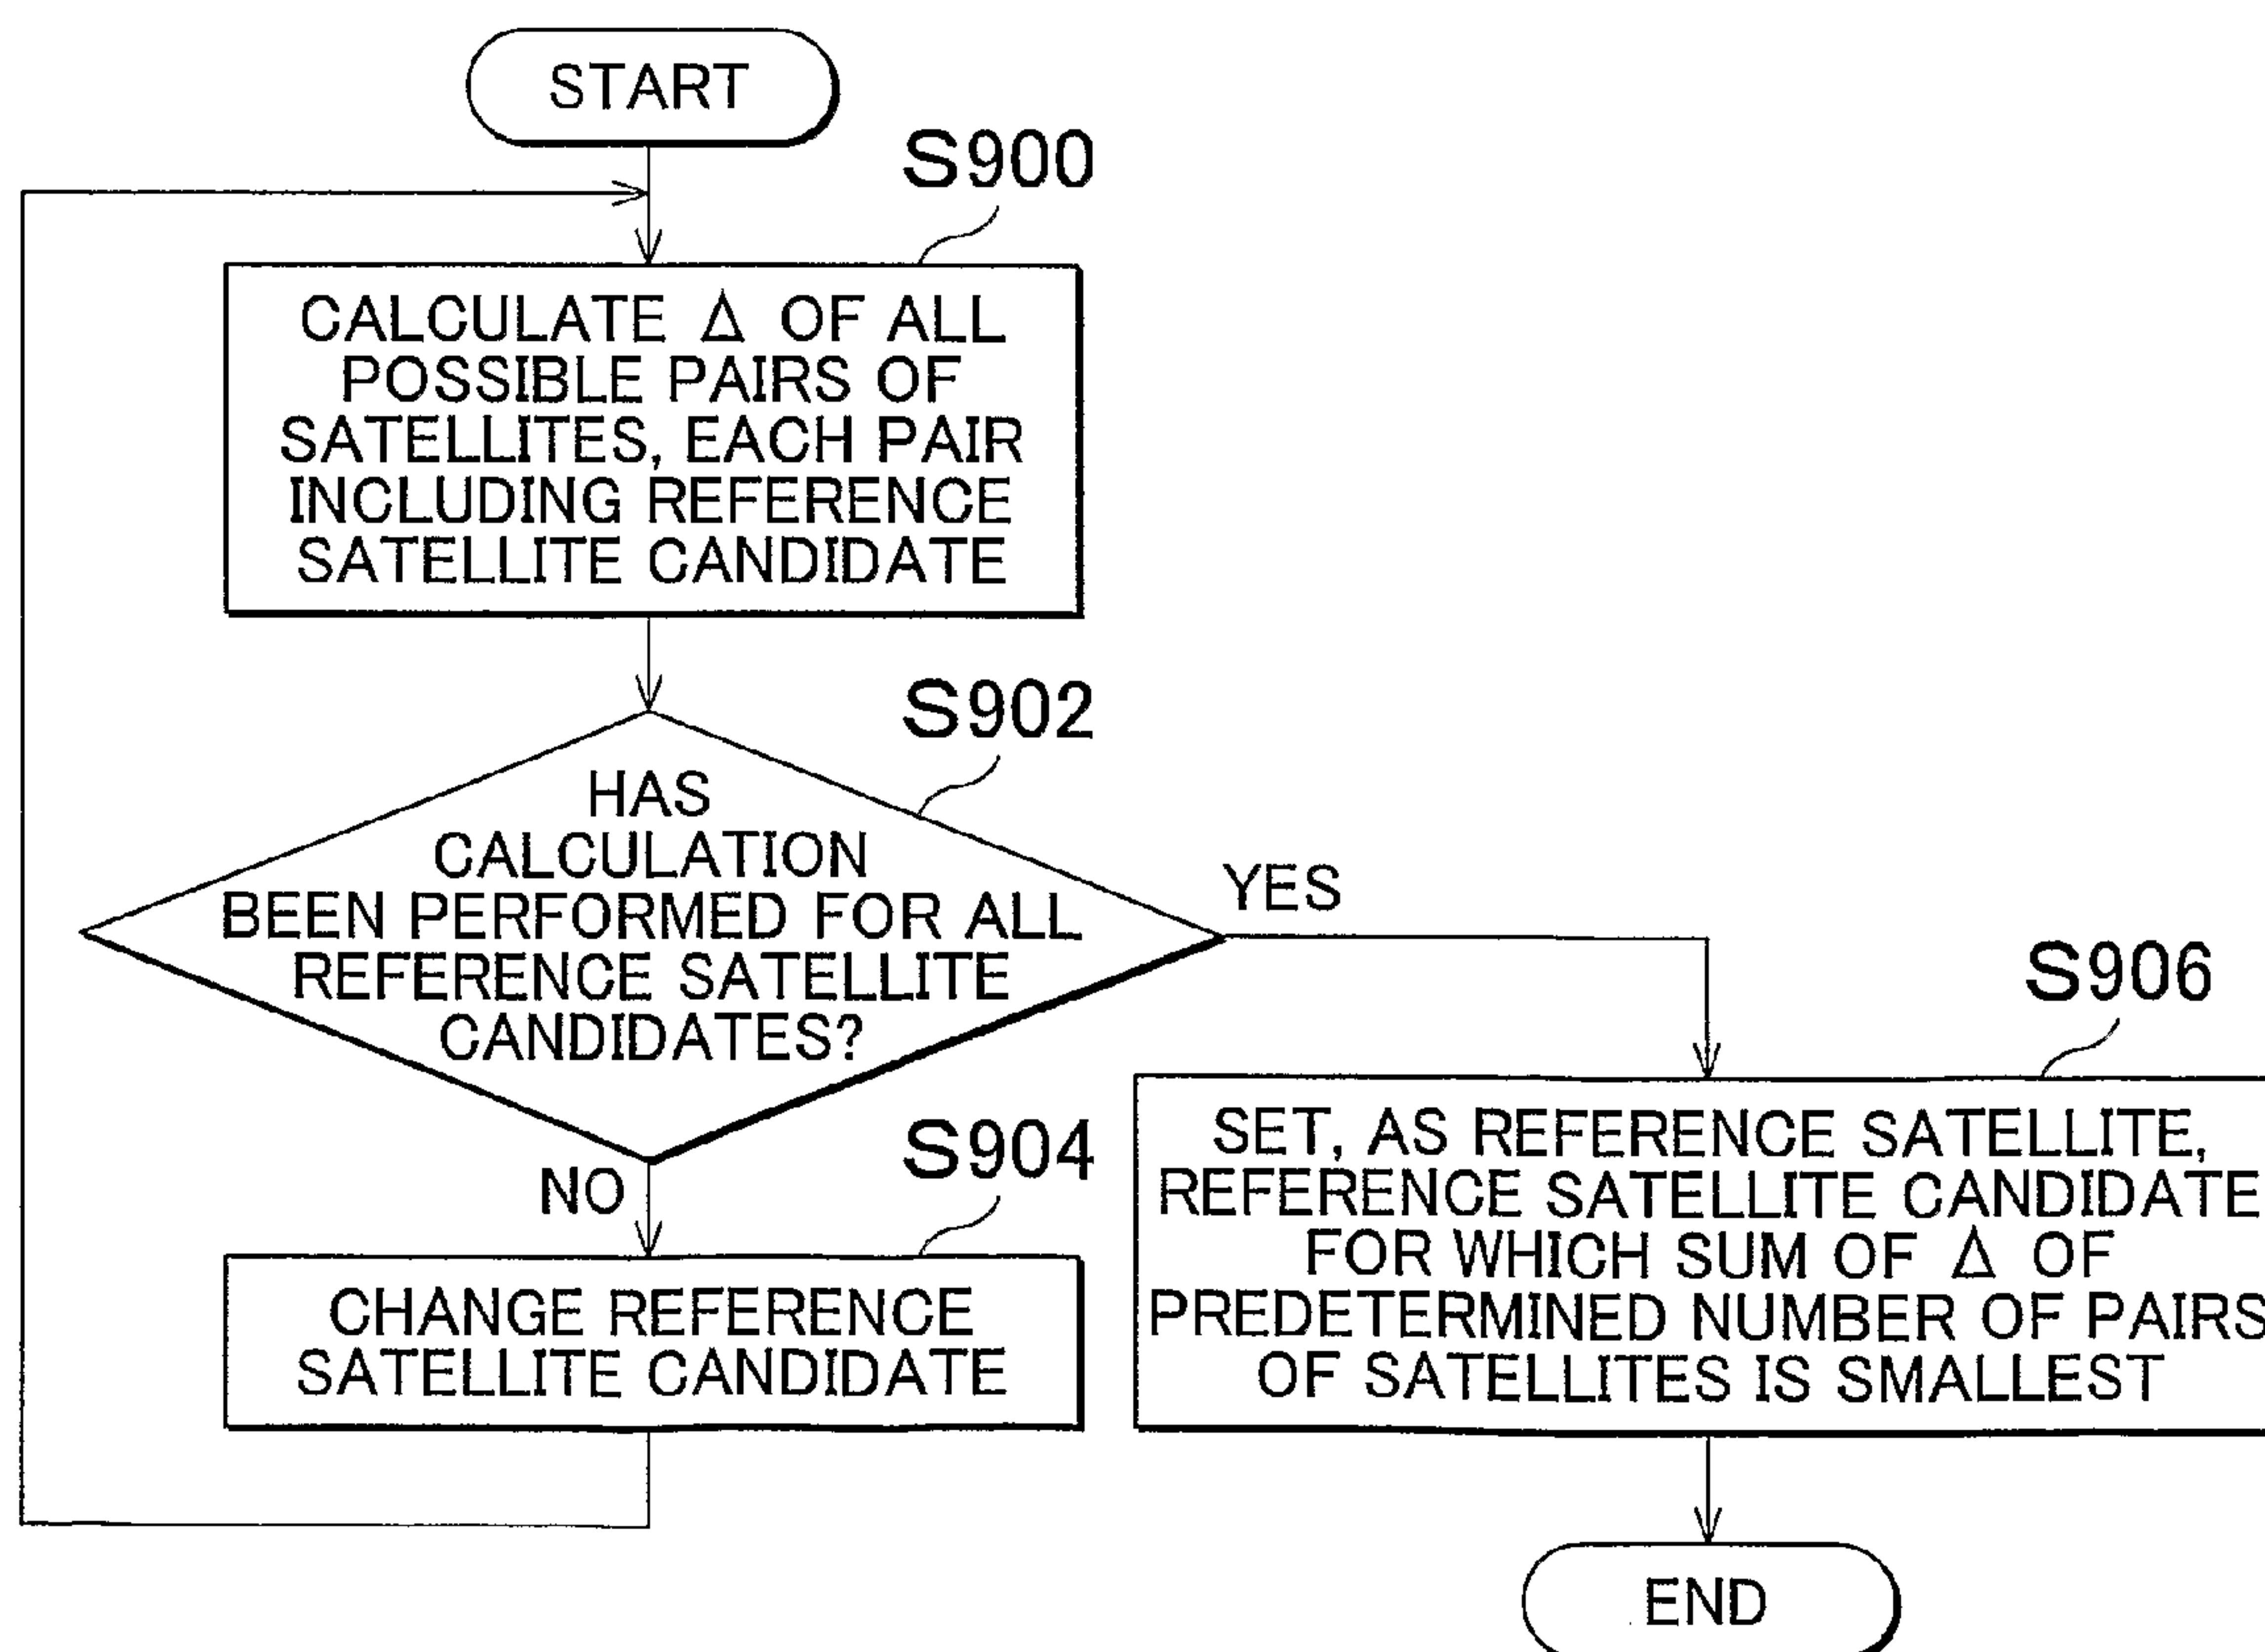 START
S900
CALCULATE Δ OF ALL
POSSIBLE PAIRS OF
SATELLITES, EACH PAIR
INCLUDING REFERENCE
SATELLITE CANDIDATE
S902
HAS
CALCULATION
BEEN PERFORMED FOR ALL
REFERENCE SATELLITE
CANDIDATES?
YES
NO
S904
CHANGE REFERENCE
SATELLITE CANDIDATE
S906
SET, AS REFERENCE SATELLITE,
REFERENCE SATELLITE CANDIDATE
FOR WHICH SUM OF Δ OF
PREDETERMINED NUMBER OF PAIRS
OF SATELLITES IS SMALLEST
END